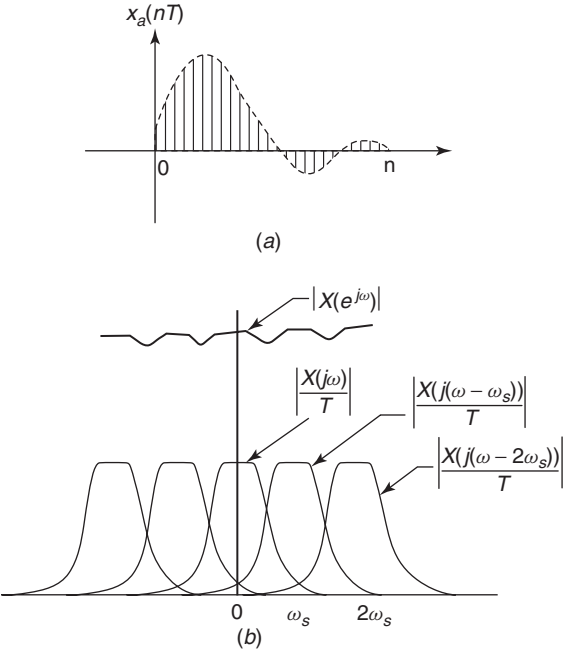 x_a(nT)
0
n
(a)
|X(e^{jω})|
|X(jω)/T|
|X(j(ω − ω_s))/T|
|X(j(ω − 2ω_s))/T|
0
ω_s
2ω_s
(b)